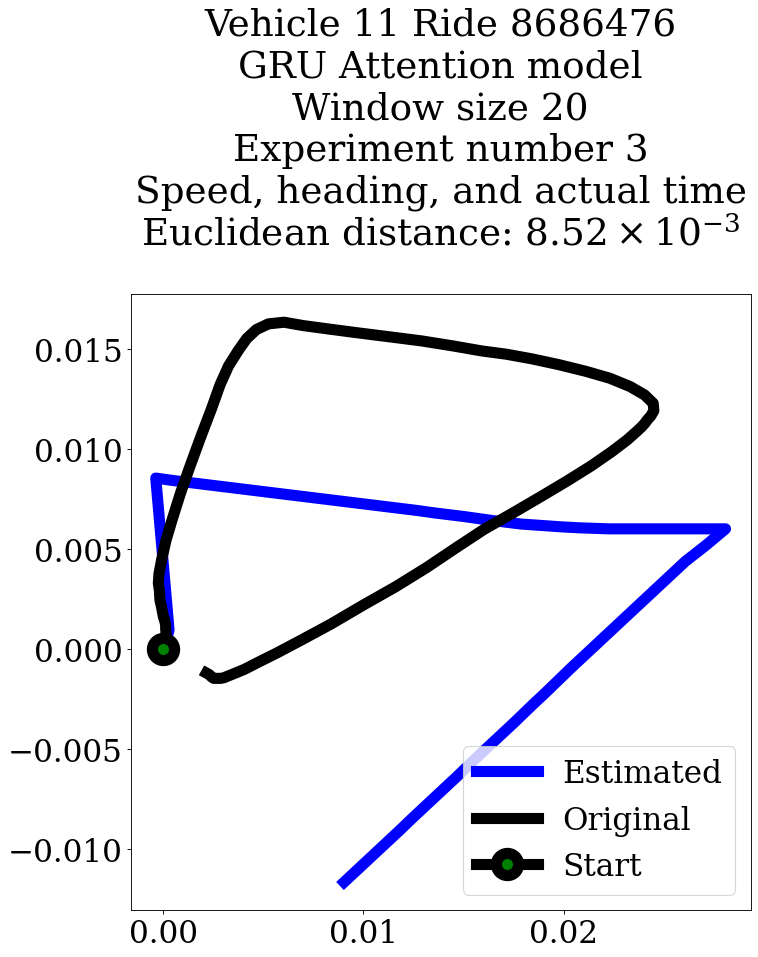 Vehicle 11 Ride 8686476
GRU Attention model
Window size 20
Experiment number 3
Speed, heading, and actual time
Euclidean distance: 8.52 × 10⁻³
0.015
0.010
0.005
0.000
−0.005
−0.010
0.00 0.01 0.02
Estimated
Original
Start